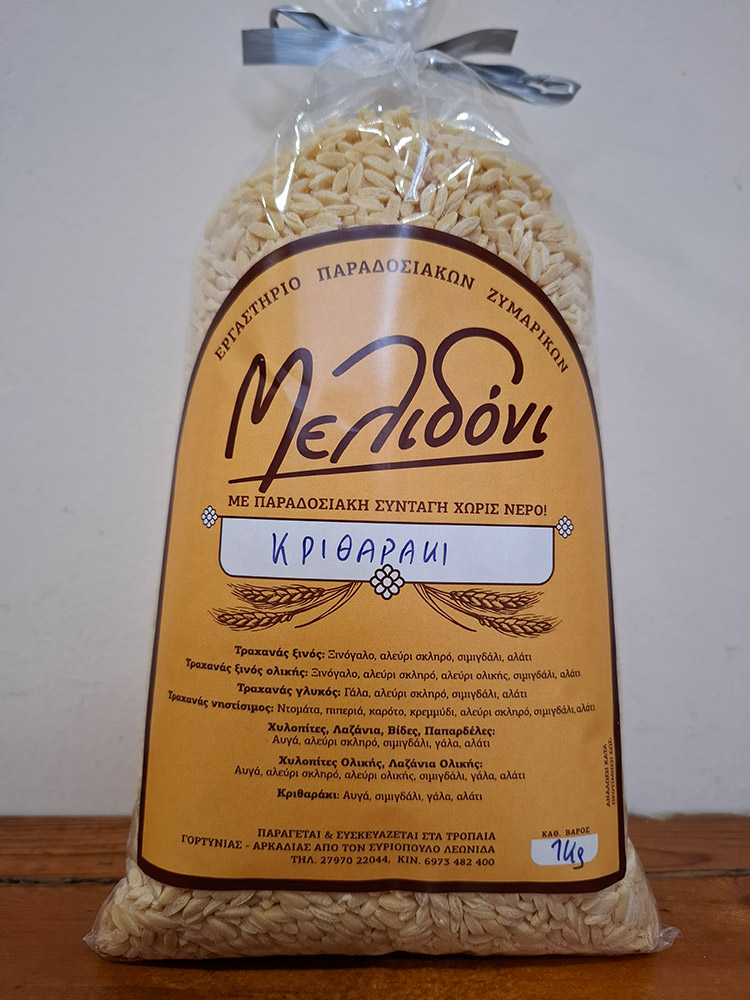 ΕΡΓΑΣΤΗΡΙΟ ΠΑΡΑΔΟΣΙΑΚΩΝ ΖΥΜΑΡΙΚΩΝ
Μελιδόνι
ΜΕ ΠΑΡΑΔΟΣΙΑΚΗ ΣΥΝΤΑΓΗ ΧΩΡΙΣ ΝΕΡΟ!
ΚΡΙΘΑΡΑΚΙ
Τραχανάς ξινός: Ξινόγαλο, αλεύρι σκληρό, σιμιγδάλι, αλάτι
Τραχανάς ξινός ολικής: Ξινόγαλο, αλεύρι σκληρό, αλεύρι ολικής, σιμιγδάλι, αλάτι
Τραχανάς γλυκός: Γάλα, αλεύρι σκληρό, σιμιγδάλι, αλάτι
Τραχανάς νηστίσιμος: Ντομάτα, πιπεριά, καρότο, κρεμμύδι, αλεύρι σκληρό, σιμιγδάλι, αλάτι
Χυλοπίτες, Λαζάνια, Βίδες, Παπαρδέλες:
Αυγά, αλεύρι σκληρό, σιμιγδάλι, γάλα, αλάτι
Χυλοπίτες Ολικής, Λαζάνια Ολικής:
Αυγά, αλεύρι σκληρό, αλεύρι ολικής, σιμιγδάλι, γάλα, αλάτι
Κριθαράκι: Αυγά, σιμιγδάλι, γάλα, αλάτι
ΑΝΑΛΩΣΗ ΚΑΤΑ
ΠΡΟΤΙΜΗΣΗ ΕΩΣ:
ΠΑΡΑΓΕΤΑΙ & ΣΥΣΚΕΥΑΖΕΤΑΙ ΣΤΑ ΤΡΟΠΑΙΑ
ΓΟΡΤΥΝΙΑΣ - ΑΡΚΑΔΙΑΣ ΑΠΟ ΤΟΝ ΣΥΡΙΟΠΟΥΛΟ ΛΕΩΝΙΔΑ
ΤΗΛ. 27970 22044, ΚΙΝ. 6973 482 400
ΚΑΘ. ΒΑΡΟΣ
1Kg